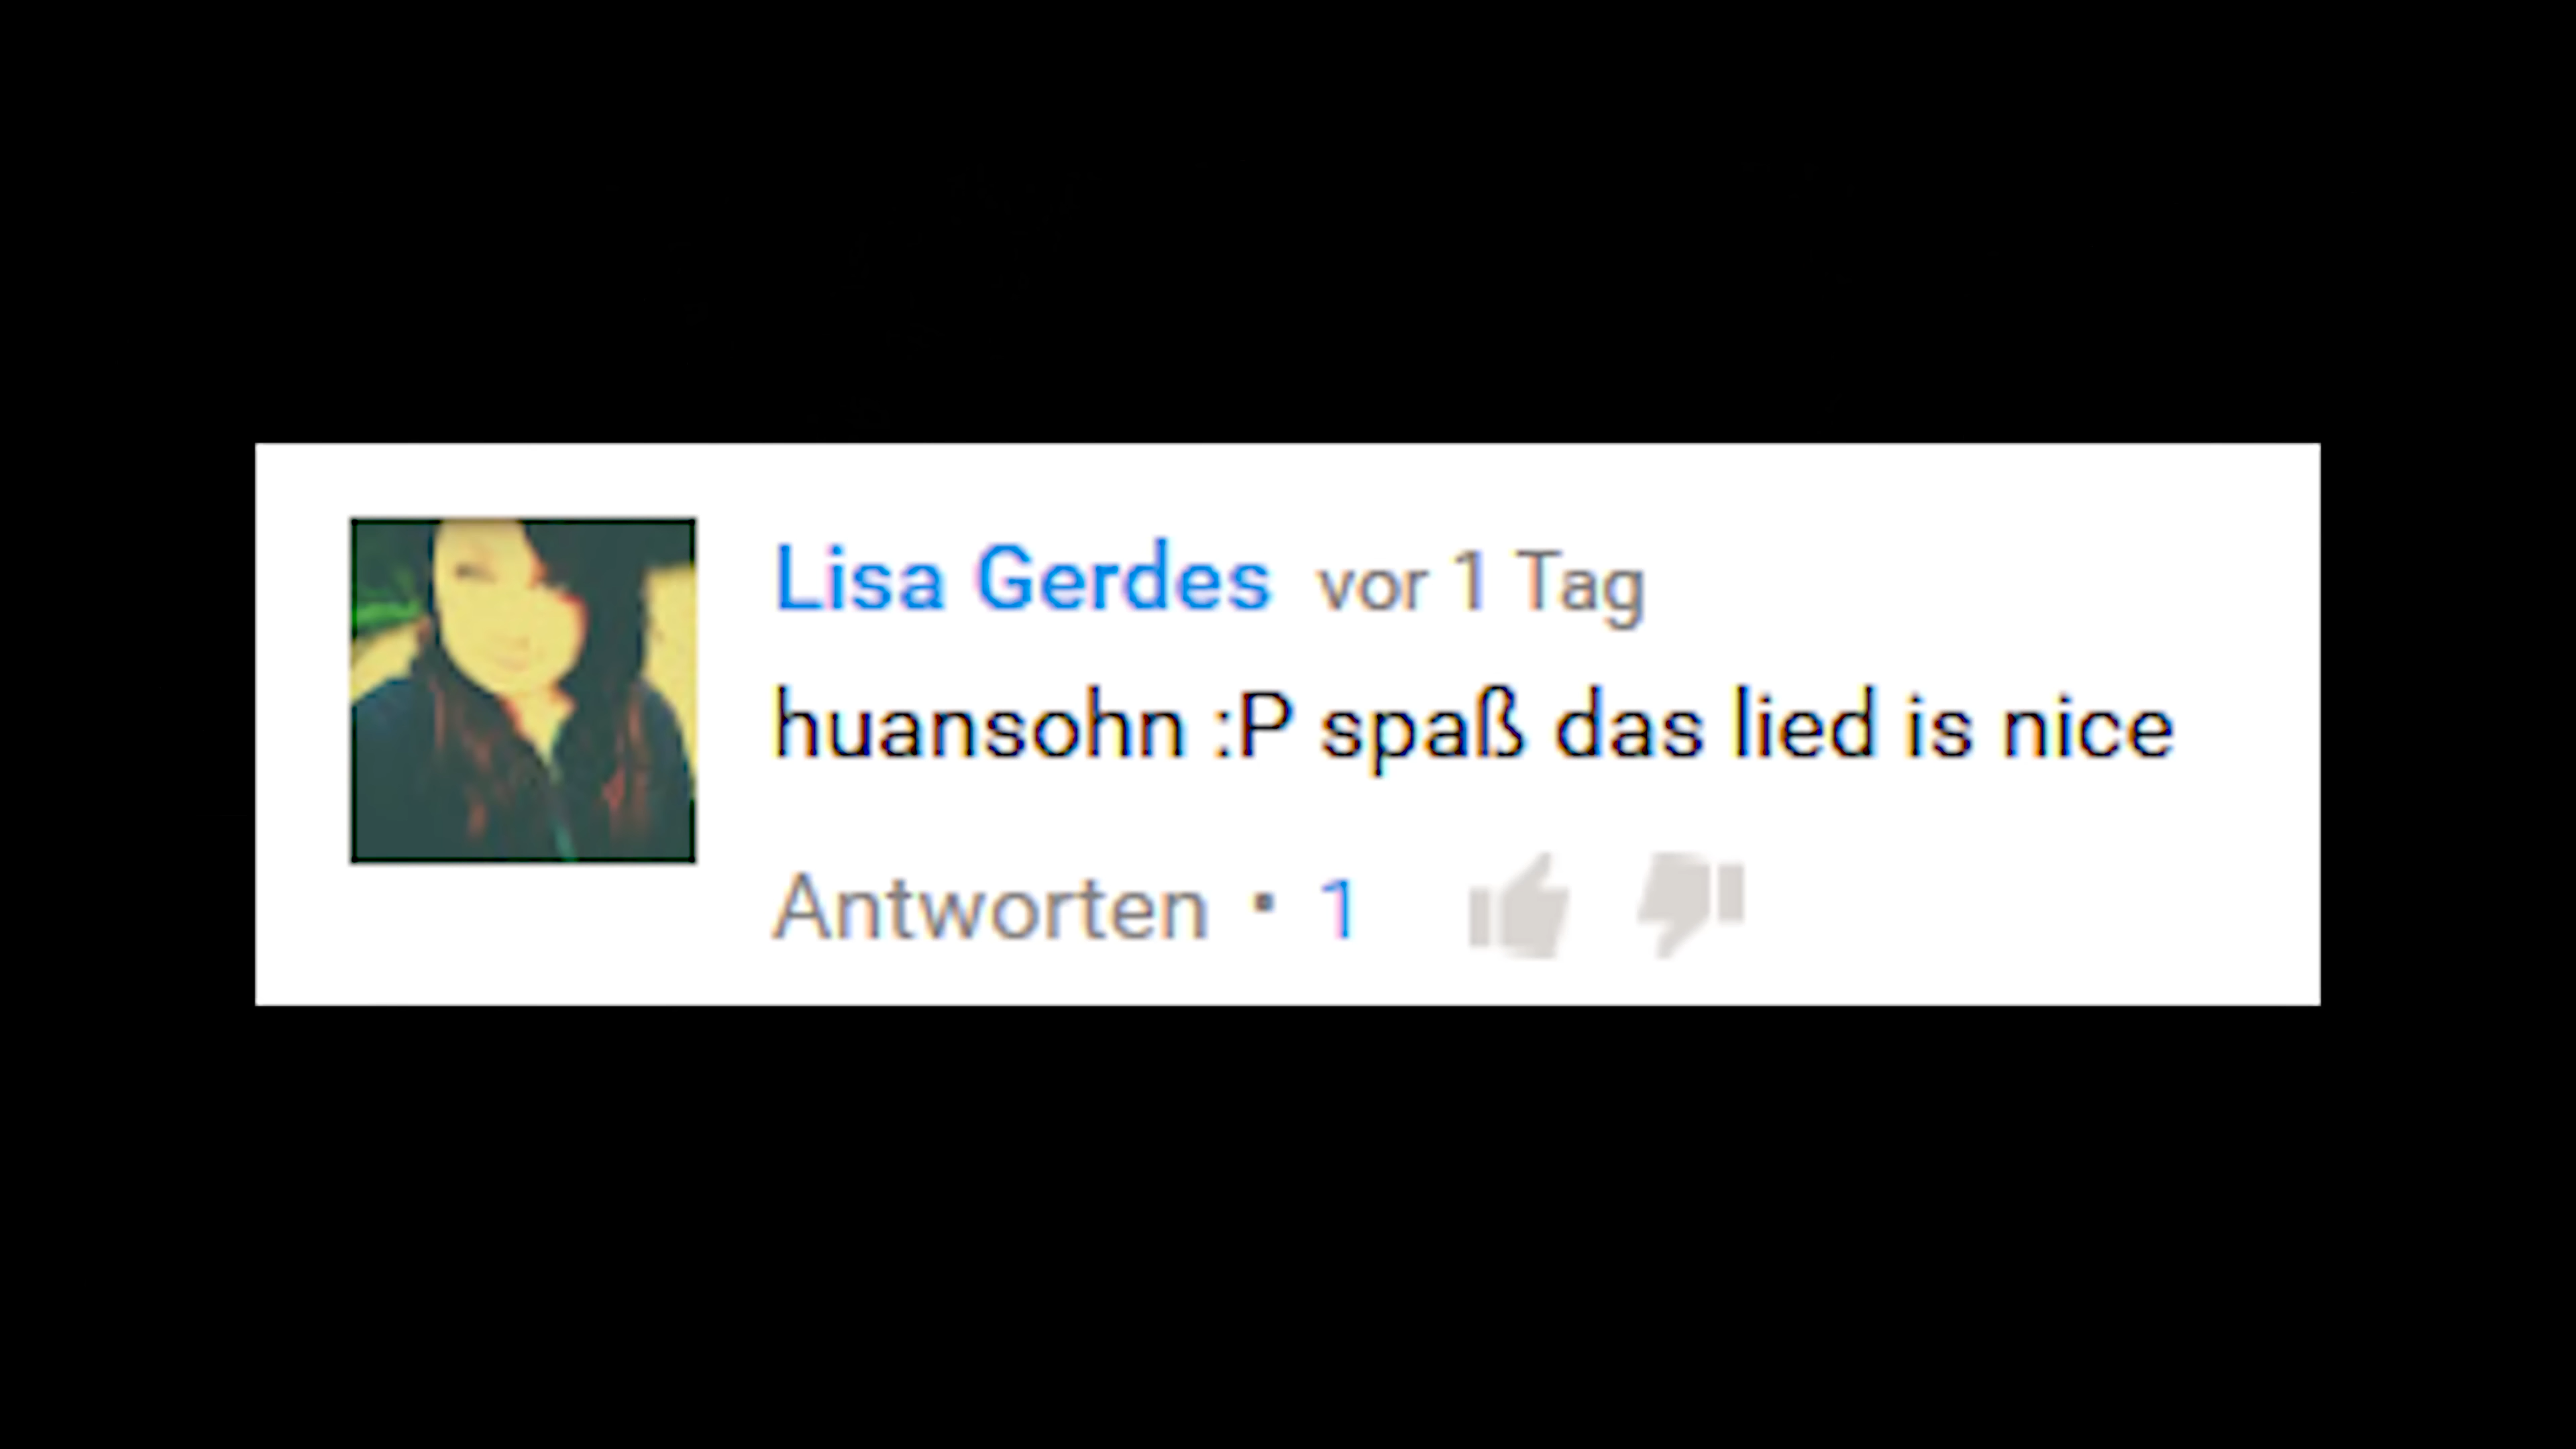 Lisa Gerdes vor 1 Tag
huansohn :P spaß das lied is nice
Antworten · 1